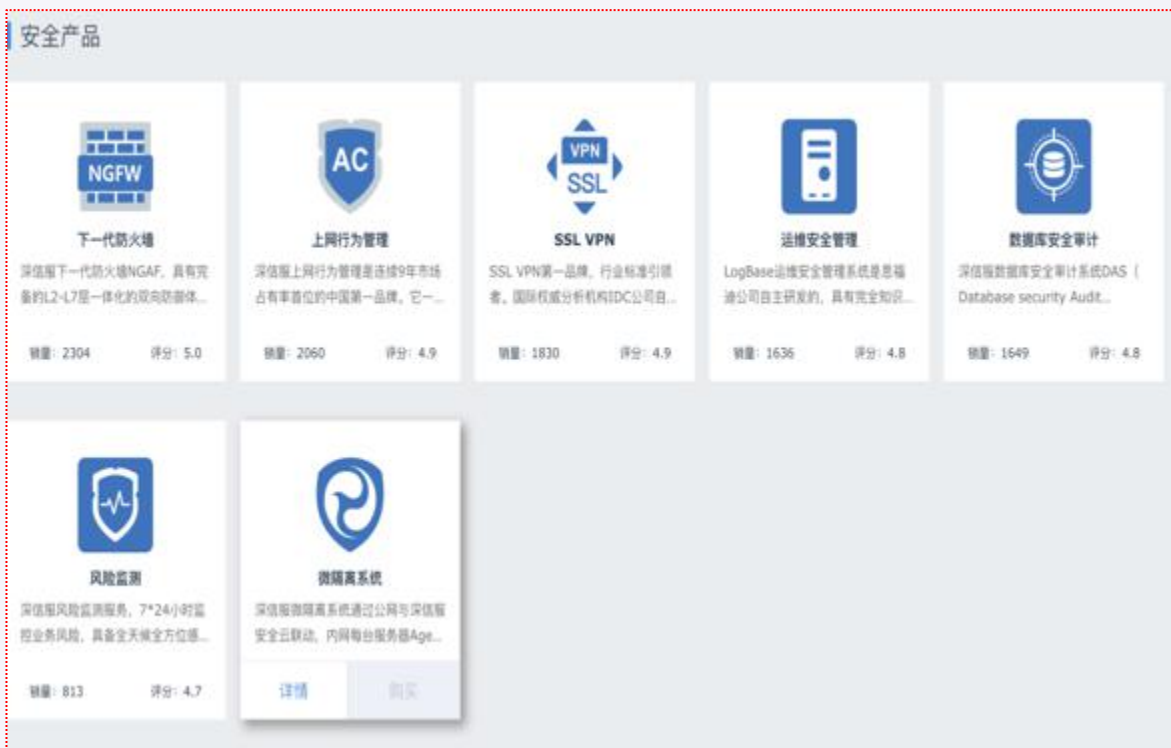 安全产品
NGFW
下一代防火墙
深信服下一代防火墙NGAF，具有完
备的L2-L7层一体化的双向防御体...
销量: 2304 评分: 5.0
AC
上网行为管理
深信服上网行为管理是连续9年市场
占有率首位的中国第一品牌，它一...
销量: 2060 评分: 4.9
VPN
SSL
SSL VPN
SSL VPN第一品牌，行业标准引领
者，国际权威分析机构IDC公司自...
销量: 1830 评分: 4.9
运维安全管理
LogBase运维安全管理系统是思福
迪公司自主研发的，具有完全知识...
销量: 1636 评分: 4.8
数据库安全审计
深信服数据库安全审计系统DAS（
Database security Audit...
销量: 1649 评分: 4.8
风险监测
深信服风险监测服务，7*24小时监
控业务风险，具备全天候全方位感...
销量: 813 评分: 4.7
微隔离系统
深信服微隔离系统通过公网与深信服
安全云联动，内网每台服务器Age...
详情 购买